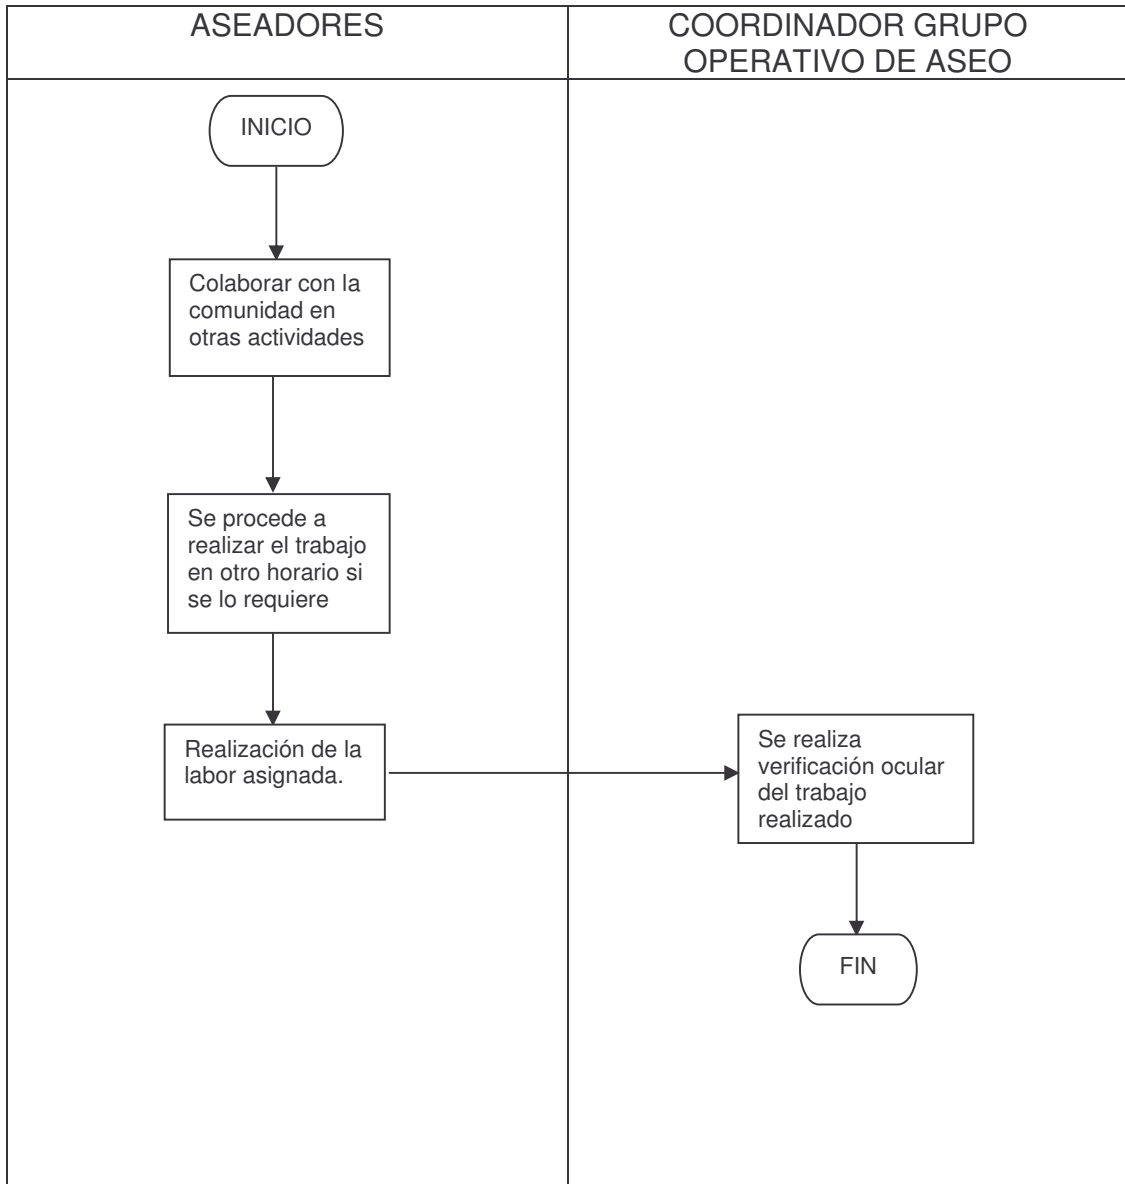 ASEADORES
COORDINADOR GRUPO
OPERATIVO DE ASEO
INICIO
Colaborar con la
comunidad en
otras actividades
Se procede a
realizar el trabajo
en otro horario si
se lo requiere
Realización de la
labor asignada.
Se realiza
verificación ocular
del trabajo
realizado
FIN